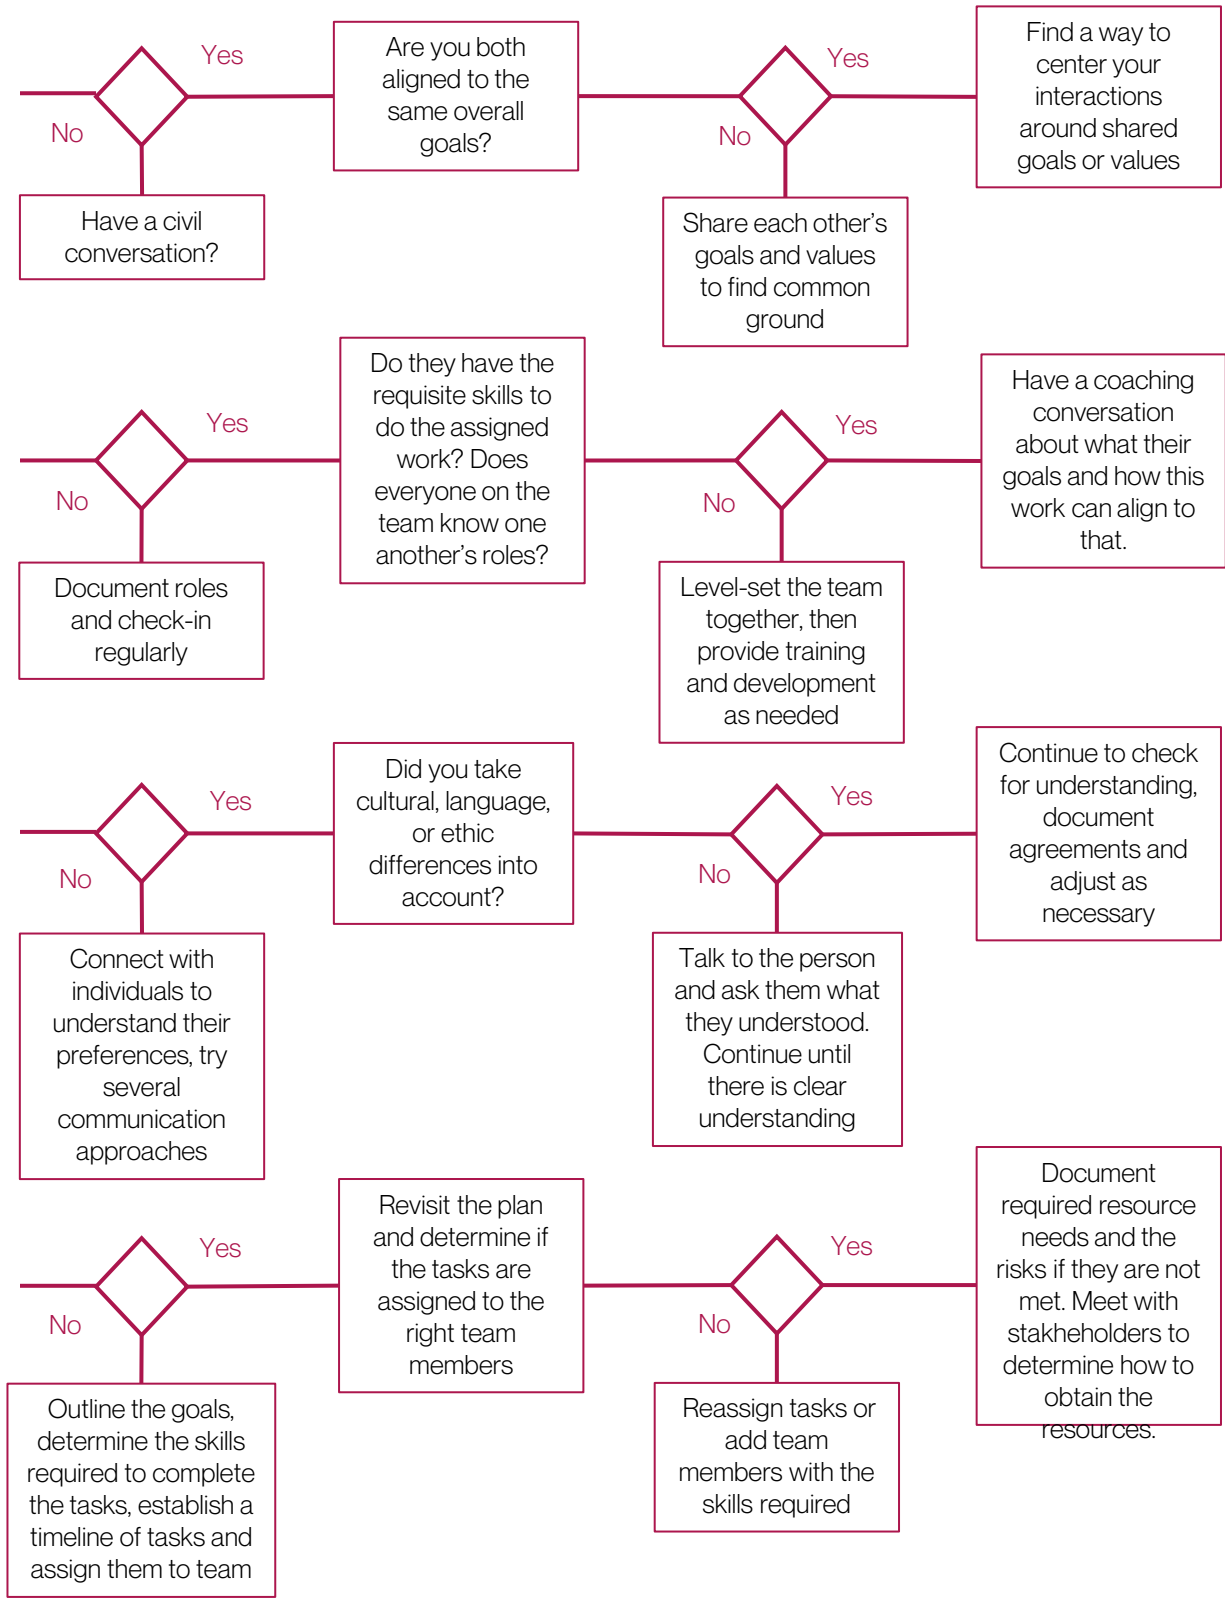 Yes
No
Have a civil
conversation?
Are you both
aligned to the
same overall
goals?
Yes
No
Share each other's
goals and values
to find common
ground
Find a way to
center your
interactions
around shared
goals or values
Yes
No
Document roles
and check-in
regularly
Do they have the
requisite skills to
do the assigned
work? Does
everyone on the
team know one
another's roles?
Yes
No
Level-set the team
together, then
provide training
and development
as needed
Have a coaching
conversation
about what their
goals and how this
work can align to
that.
Yes
No
Connect with
individuals to
understand their
preferences, try
several
communication
approaches
Did you take
cultural, language,
or ethic
differences into
account?
Yes
No
Talk to the person
and ask them what
they understood.
Continue until
there is clear
understanding
Continue to check
for understanding,
document
agreements and
adjust as
necessary
Yes
No
Outline the goals,
determine the skills
required to complete
the tasks, establish a
timeline of tasks and
assign them to team
Revisit the plan
and determine if
the tasks are
assigned to the
right team
members
Yes
No
Reassign tasks or
add team
members with the
skills required
Document
required resource
needs and the
risks if they are not
met. Meet with
stakheholders to
determine how to
obtain the
resources.